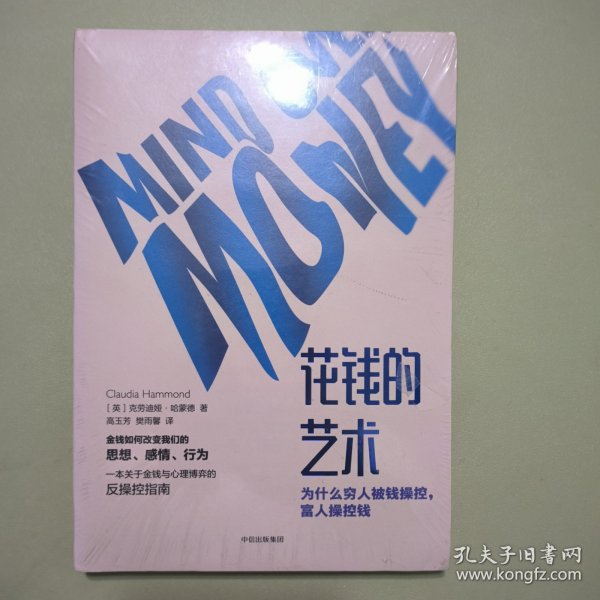 MIND OVER
MONEY
花钱的
艺术
为什么穷人被钱操控，
富人操控钱
Claudia Hammond
［英］克劳迪娅·哈蒙德 著
高玉芳 樊雨馨 译
金钱如何改变我们的
思想、感情、行为
一本关于金钱与心理博弈的
反操控指南
中信出版集团
孔夫子旧书网
www.kongfz.com